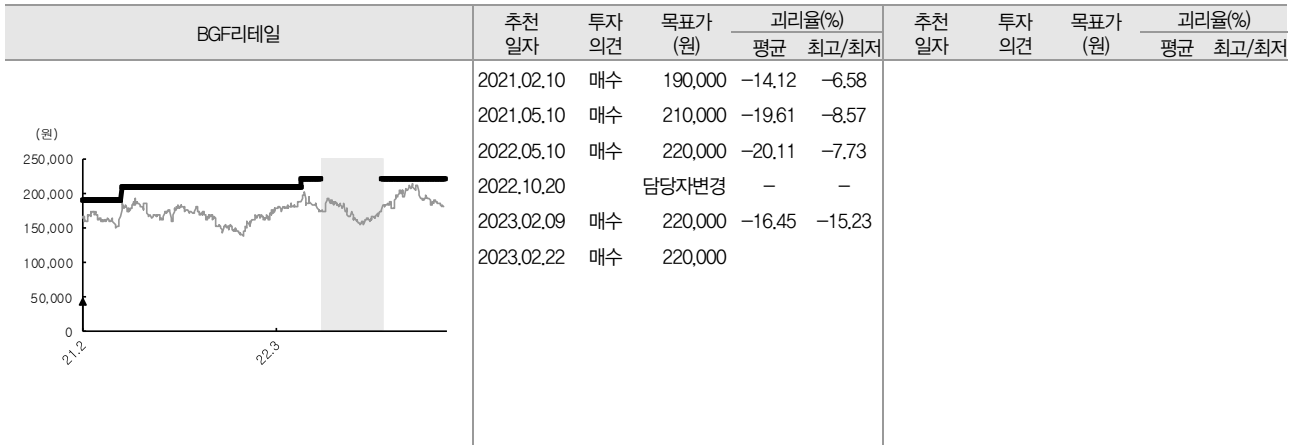 BGF리테일
추천 일자 투자 의견 목표가 (원) 괴리율(%) 평균 최고/최저 추천 일자 투자 의견 목표가 (원) 괴리율(%) 평균 최고/최저
(원)
250,000
200,000
150,000
100,000
50,000
0
21.2
22.3
2021.02.10 매수 190,000 -14.12 -6.58
2021.05.10 매수 210,000 -19.61 -8.57
2022.05.10 매수 220,000 -20.11 -7.73
2022.10.20 담당자변경 - -
2023.02.09 매수 220,000 -16.45 -15.23
2023.02.22 매수 220,000